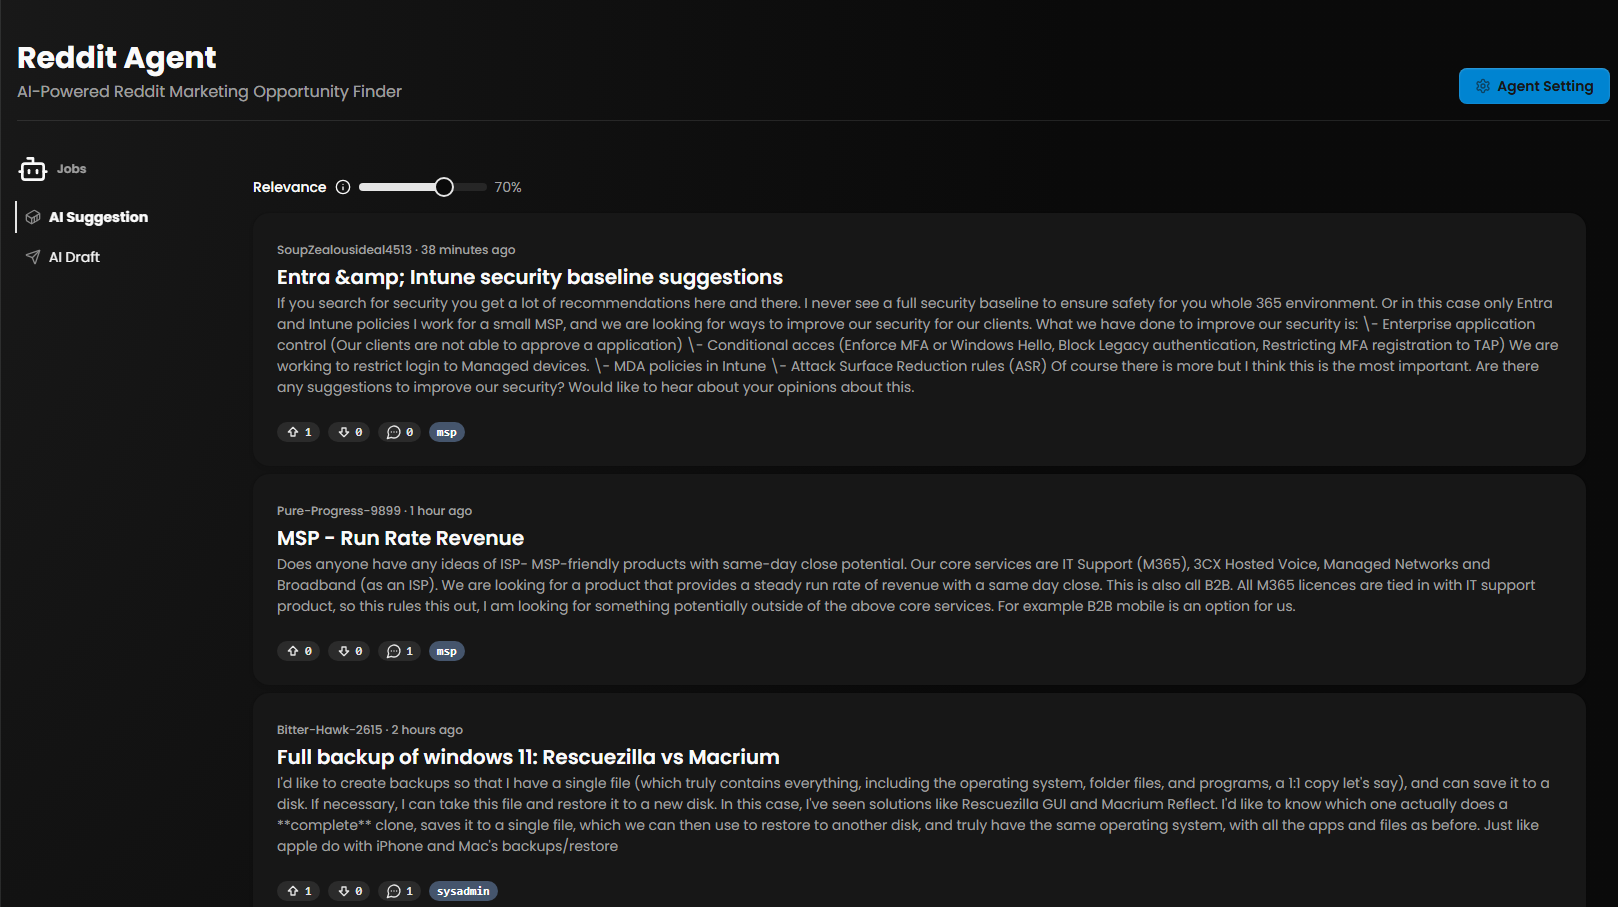 Reddit Agent
AI-Powered Reddit Marketing Opportunity Finder
Agent Setting
Jobs
AI Suggestion
AI Draft
Relevance 70%
SoupZealousideal4513 · 38 minutes ago
Entra &amp; Intune security baseline suggestions
If you search for security you get a lot of recommendations here and there. I never see a full security baseline to ensure safety for you whole 365 environment. Or in this case only Entra
and Intune policies I work for a small MSP, and we are looking for ways to improve our security for our clients. What we have done to improve our security is: \- Enterprise application
control (Our clients are not able to approve a application) \- Conditional acces (Enforce MFA or Windows Hello, Block Legacy authentication, Restricting MFA registration to TAP) We are
working to restrict login to Managed devices. \- MDA policies in Intune \- Attack Surface Reduction rules (ASR) Of course there is more but I think this is the most important. Are there
any suggestions to improve our security? Would like to hear about your opinions about this.
1 0 0 msp
Pure-Progress-9899 · 1 hour ago
MSP - Run Rate Revenue
Does anyone have any ideas of ISP- MSP-friendly products with same-day close potential. Our core services are IT Support (M365), 3CX Hosted Voice, Managed Networks and
Broadband (as an ISP). We are looking for a product that provides a steady run rate of revenue with a same day close. This is also all B2B. All M365 licences are tied in with IT support
product, so this rules this out, I am looking for something potentially outside of the above core services. For example B2B mobile is an option for us.
0 0 1 msp
Bitter-Hawk-2615 · 2 hours ago
Full backup of windows 11: Rescuezilla vs Macrium
I'd like to create backups so that I have a single file (which truly contains everything, including the operating system, folder files, and programs, a 1:1 copy let's say), and can save it to a
disk. If necessary, I can take this file and restore it to a new disk. In this case, I've seen solutions like Rescuezilla GUI and Macrium Reflect. I'd like to know which one actually does a
**complete** clone, saves it to a single file, which we can then use to restore to another disk, and truly have the same operating system, with all the apps and files as before. Just like
apple do with iPhone and Mac's backups/restore
1 0 1 sysadmin